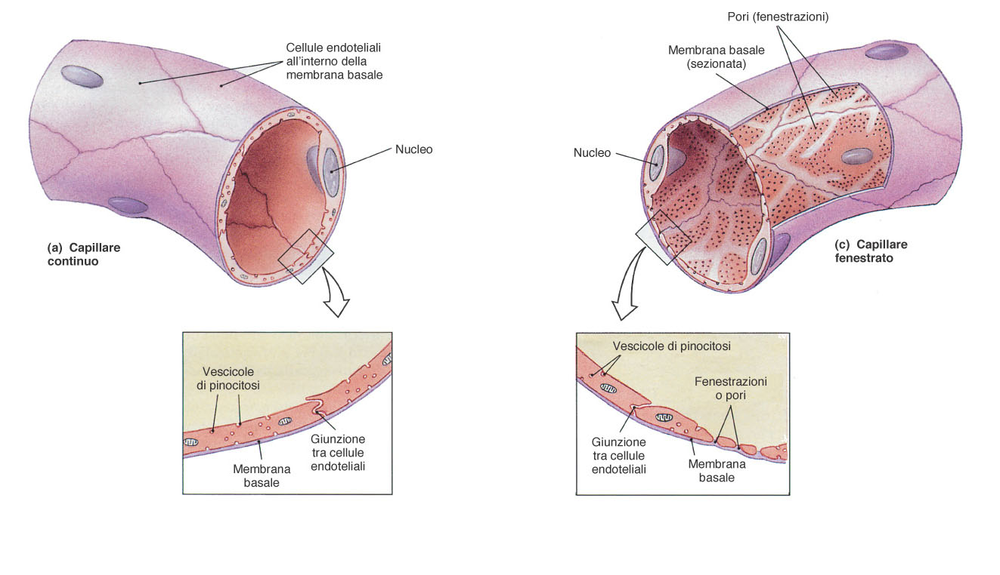 Cellule endoteliali
all'interno della
membrana basale
Nucleo
(a) Capillare
continuo
Vescicole
di pinocitosi
Giunzione
tra cellule
endoteliali
Membrana
basale
Pori (fenestrazioni)
Membrana basale
(sezionata)
Nucleo
(c) Capillare
fenestrato
Vescicole di pinocitosi
Fenestrazioni
o pori
Giunzione
tra cellule
endoteliali
Membrana
basale